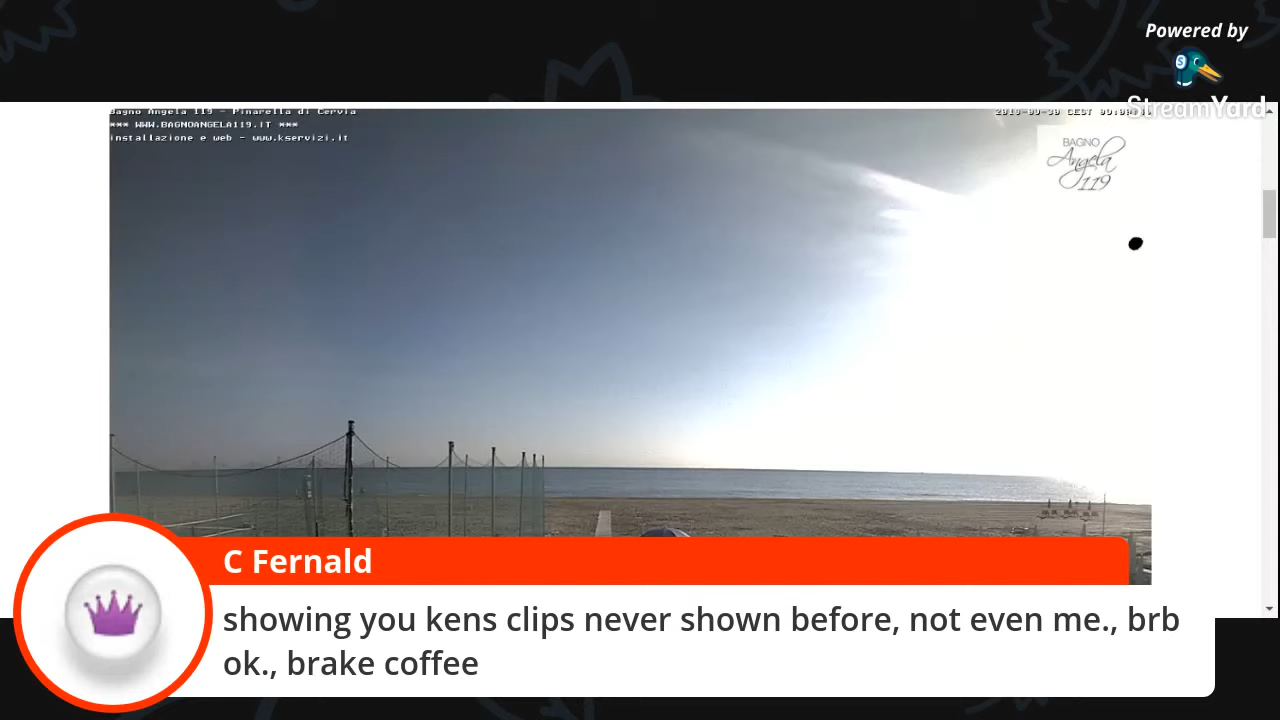 Powered by
StreamYard
Bagno Angela 119 - Pinarella di Cervia
*** WWW.BAGNOANGELA119.IT ***
installazione e web - www.kservizi.it
BAGNO
Angela
119
C Fernald
showing you kens clips never shown before, not even me., brb
ok., brake coffee